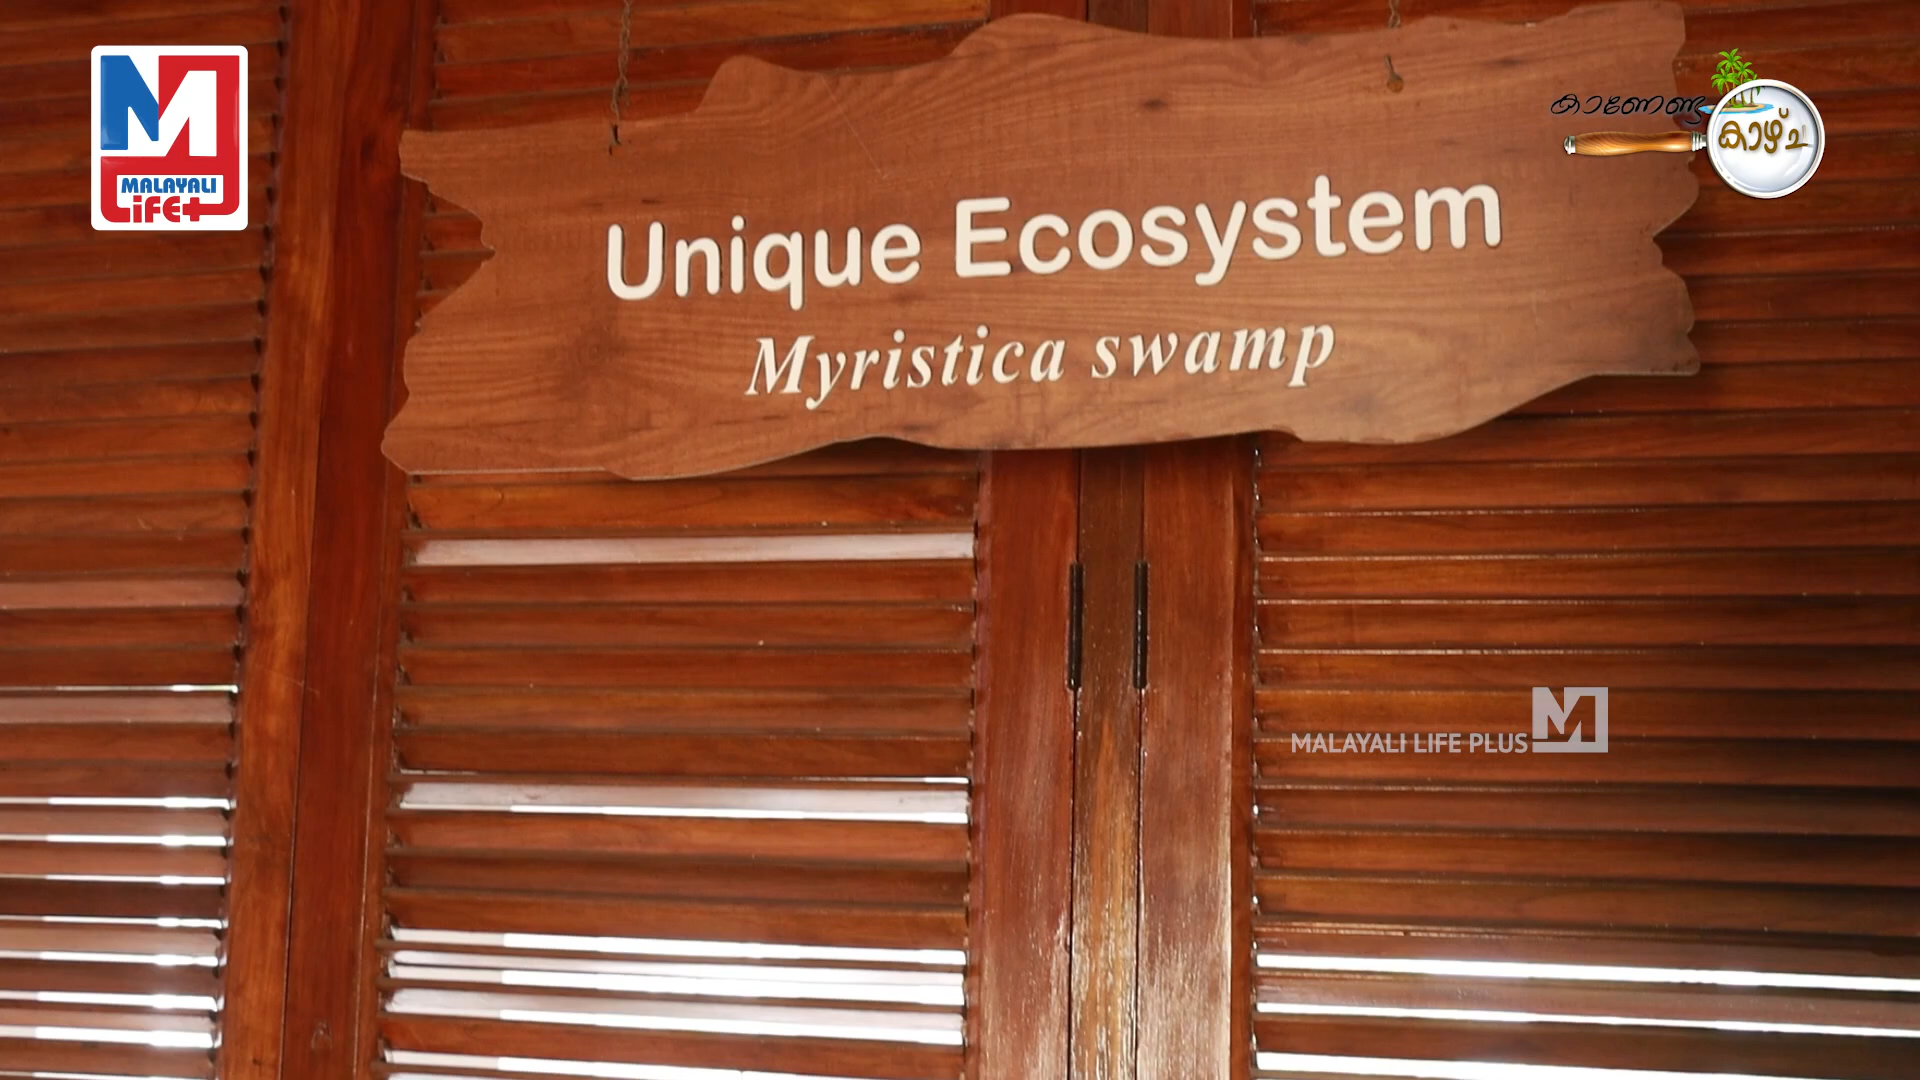 MALAYALI
LiFE+
കാണേണ്ട
കാഴ്ച
Unique Ecosystem
Myristica swamp
MALAYALI LIFE PLUS